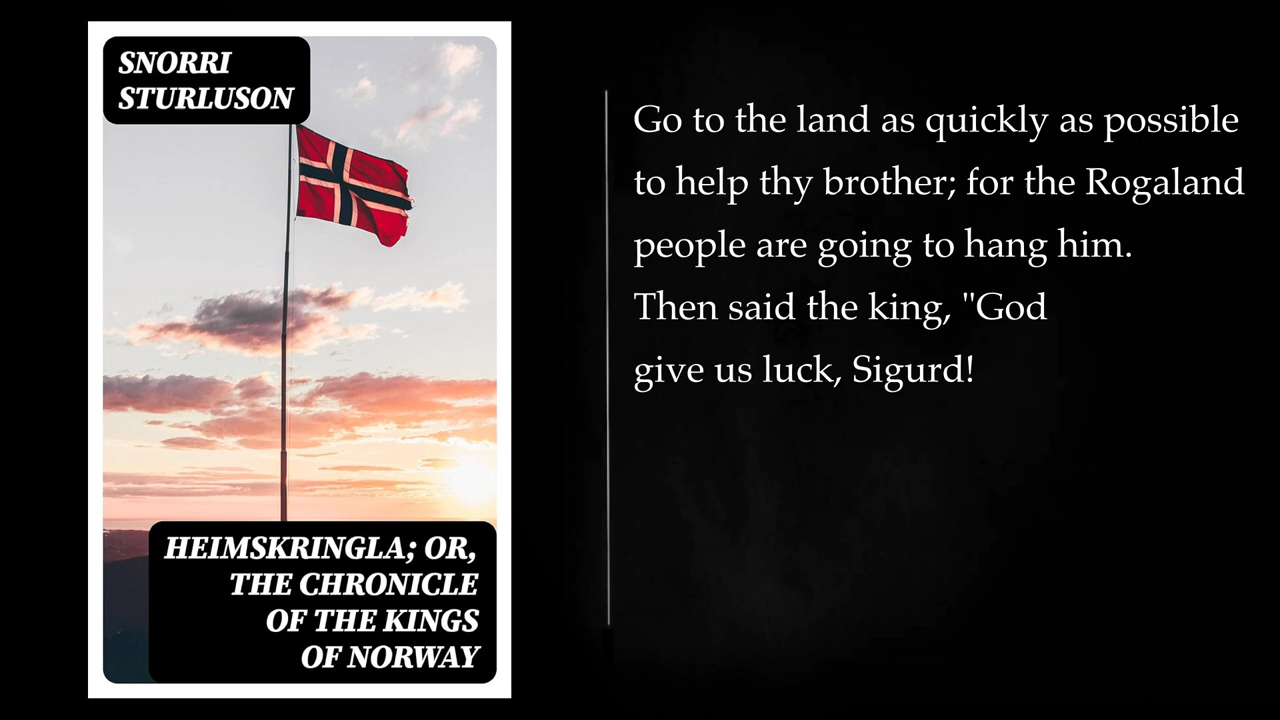 SNORRI
STURLUSON
HEIMSKRINGLA; OR,
THE CHRONICLE
OF THE KINGS
OF NORWAY
Go to the land as quickly as possible
to help thy brother; for the Rogaland
people are going to hang him.
Then said the king, "God
give us luck, Sigurd!